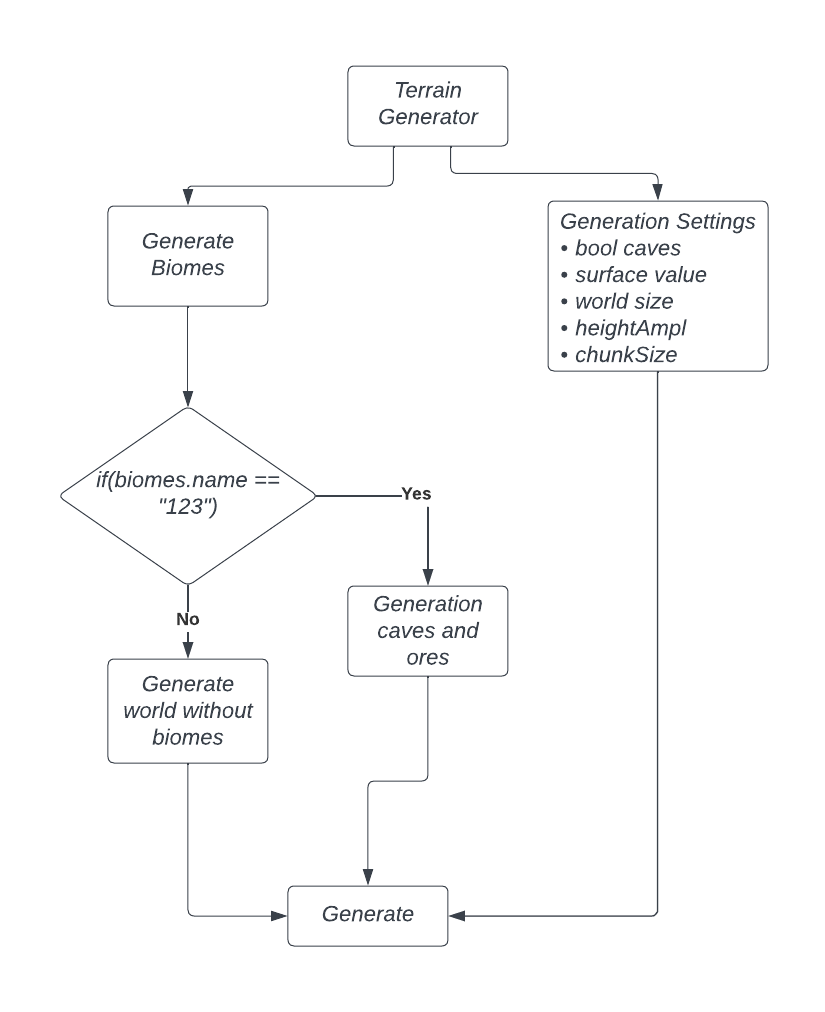 Terrain
Generator
Generate
Biomes
Generation Settings
• bool caves
• surface value
• world size
• heightAmpl
• chunkSize
if(biomes.name ==
"123")
Yes
No
Generation
caves and
ores
Generate
world without
biomes
Generate